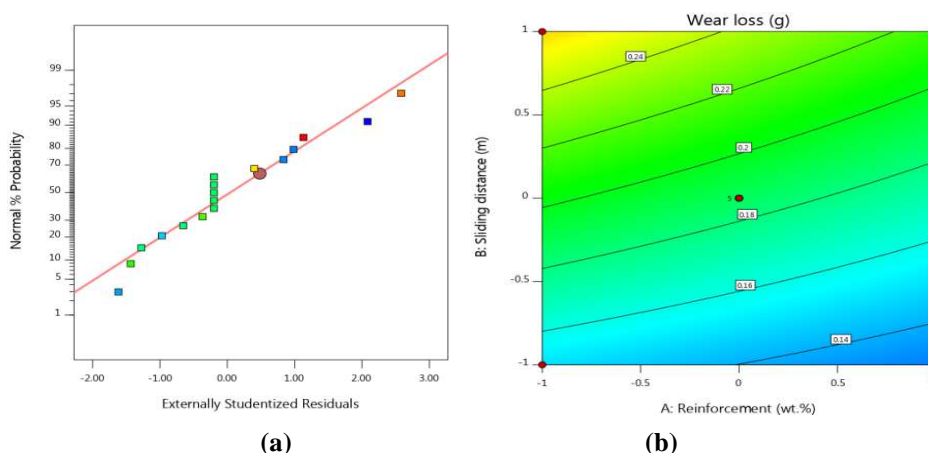 Normal % Probability
99
95
90
80
70
50
30
20
10
5
1
-2.00 -1.00 0.00 1.00 2.00 3.00
Externally Studentized Residuals
(a)
Wear loss (g)
B: Sliding distance (m)
1
0.5
0
-0.5
-1
0.24
0.22
0.2
5
0.18
0.16
0.14
-1 -0.5 0 0.5
A: Reinforcement (wt.%)
(b)